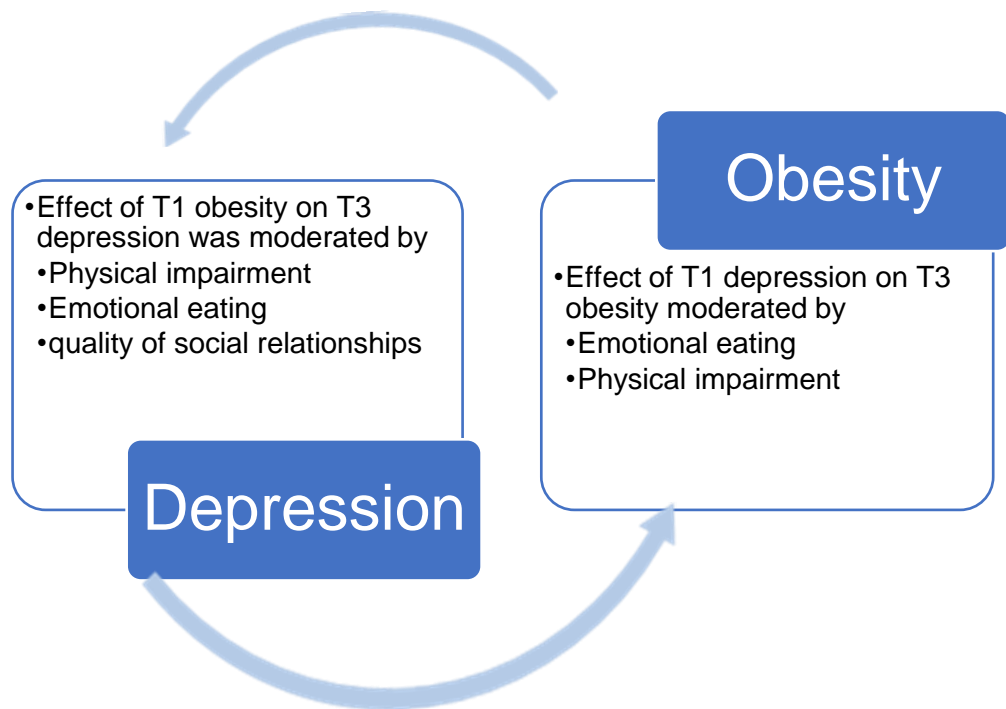 •Effect of T1 obesity on T3
depression was moderated by
•Physical impairment
•Emotional eating
•quality of social relationships
Depression
Obesity
•Effect of T1 depression on T3
obesity moderated by
•Emotional eating
•Physical impairment